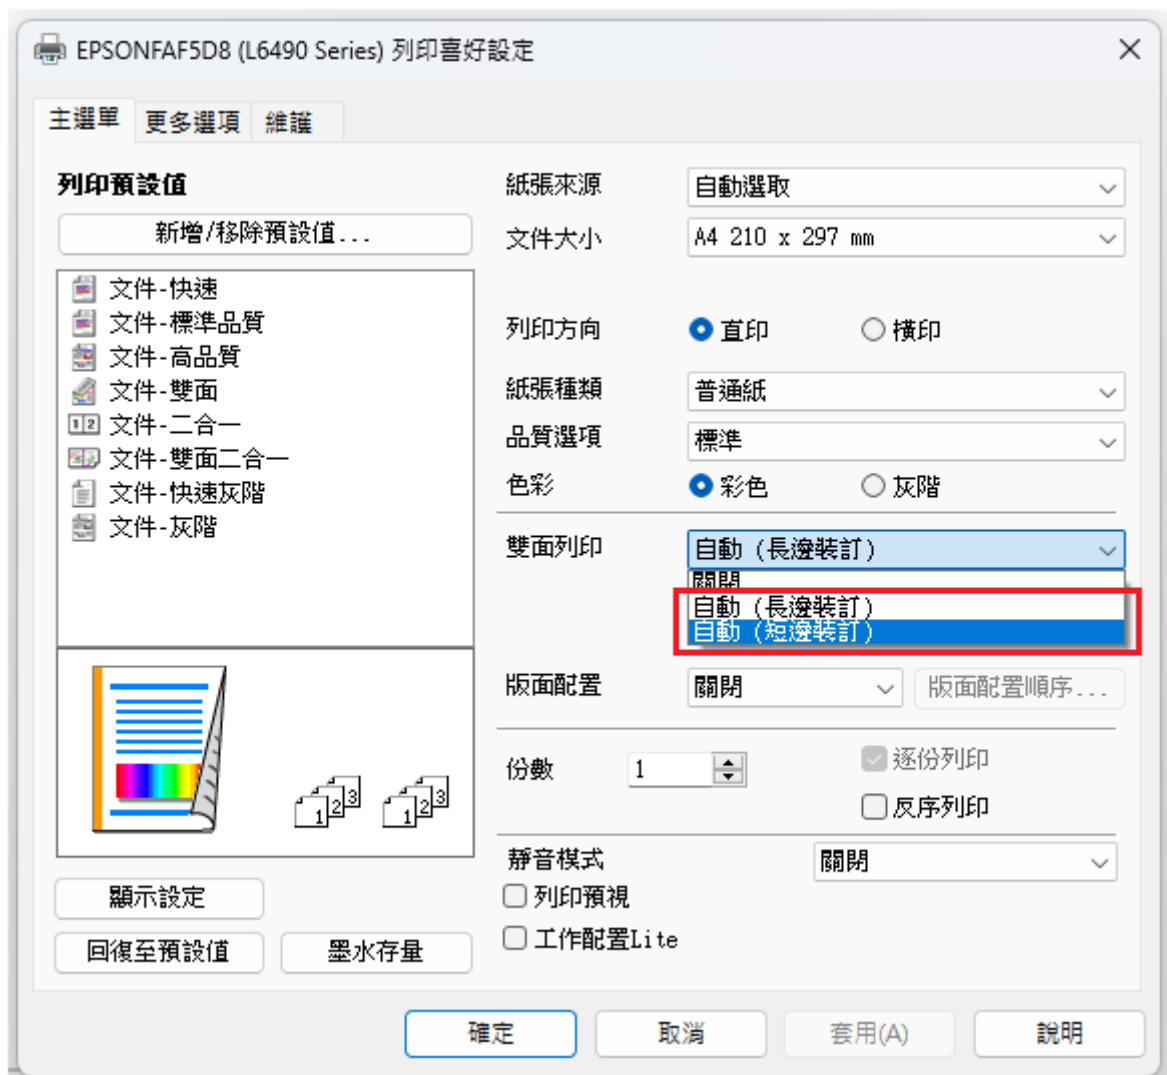 EPSONFAF5D8 (L6490 Series) 列印喜好設定
主選單 更多選項 維護
列印預設值
新增/移除預設值...
文件-快速
文件-標準品質
文件-高品質
文件-雙面
12 文件-二合一
文件-雙面二合一
文件-快速灰階
文件-灰階
1 2 3 1 2 3
顯示設定
回復至預設值 墨水存量
紙張來源 自動選取
文件大小 A4 210 x 297 mm
列印方向 直印 橫印
紙張種類 普通紙
品質選項 標準
色彩 彩色 灰階
雙面列印 自動 (長邊裝訂)
關閉
自動 (長邊裝訂)
自動 (短邊裝訂)
版面配置 關閉 版面配置順序...
份數 1 逐份列印
反序列印
靜音模式 關閉
列印預視
工作配置Lite
確定 取消 套用(A) 說明